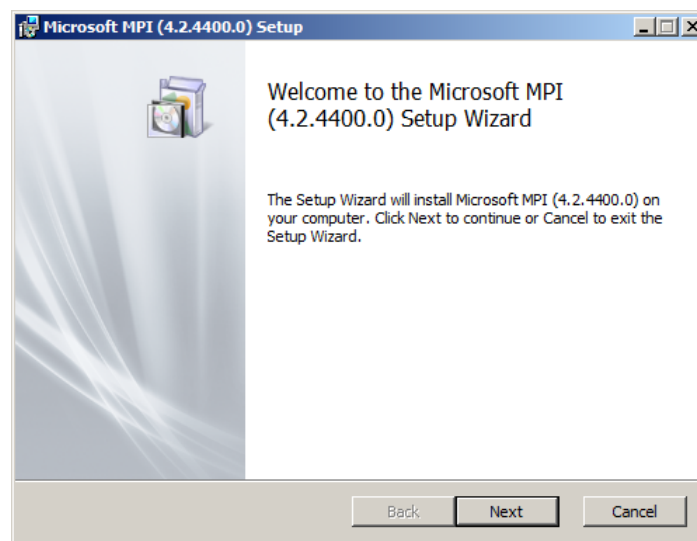 Microsoft MPI (4.2.4400.0) Setup
Welcome to the Microsoft MPI
(4.2.4400.0) Setup Wizard
The Setup Wizard will install Microsoft MPI (4.2.4400.0) on
your computer. Click Next to continue or Cancel to exit the
Setup Wizard.
Back Next Cancel